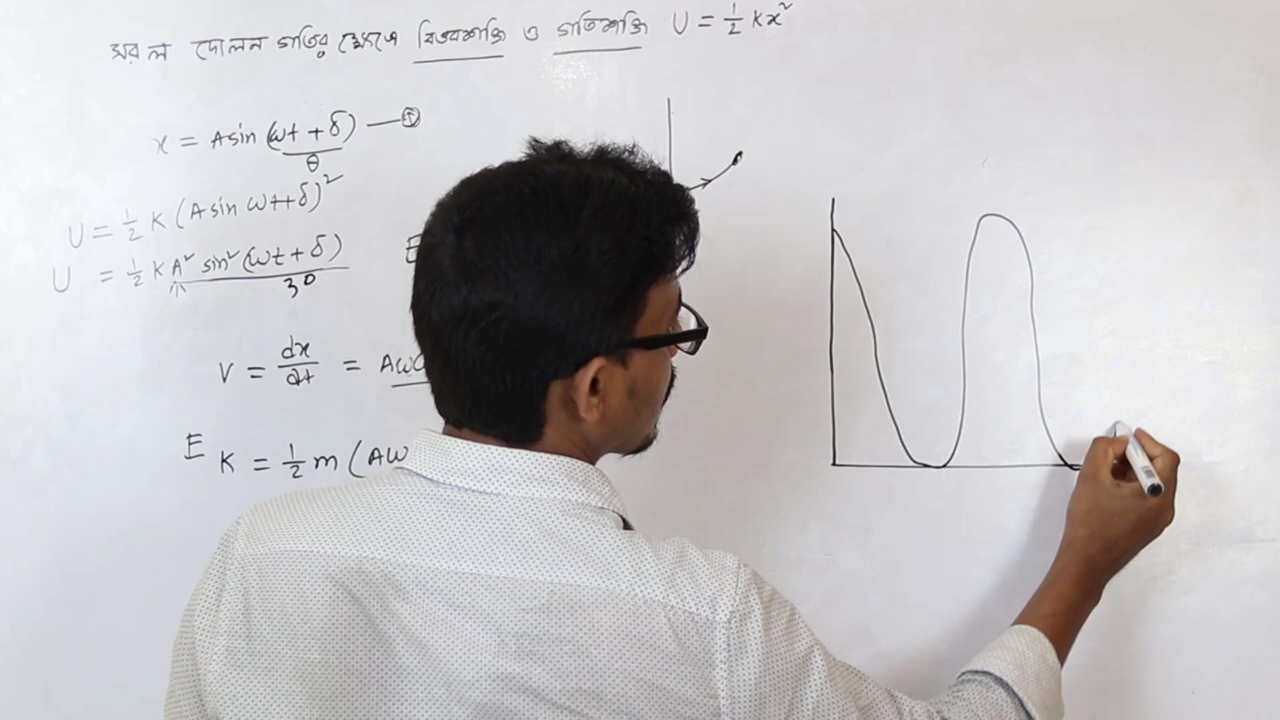 সরল দোলন গতির ক্ষেত্রে বিভবশক্তি ও গতিশক্তি U = ½ Kx²
x = A sin (ωt + δ) — ①
θ
U = ½ K (A sin ωt+δ)²
U = ½ K A² sin² (ωt + δ)
30
E
V = dx/dt = Aω
E K = ½ m (Aω